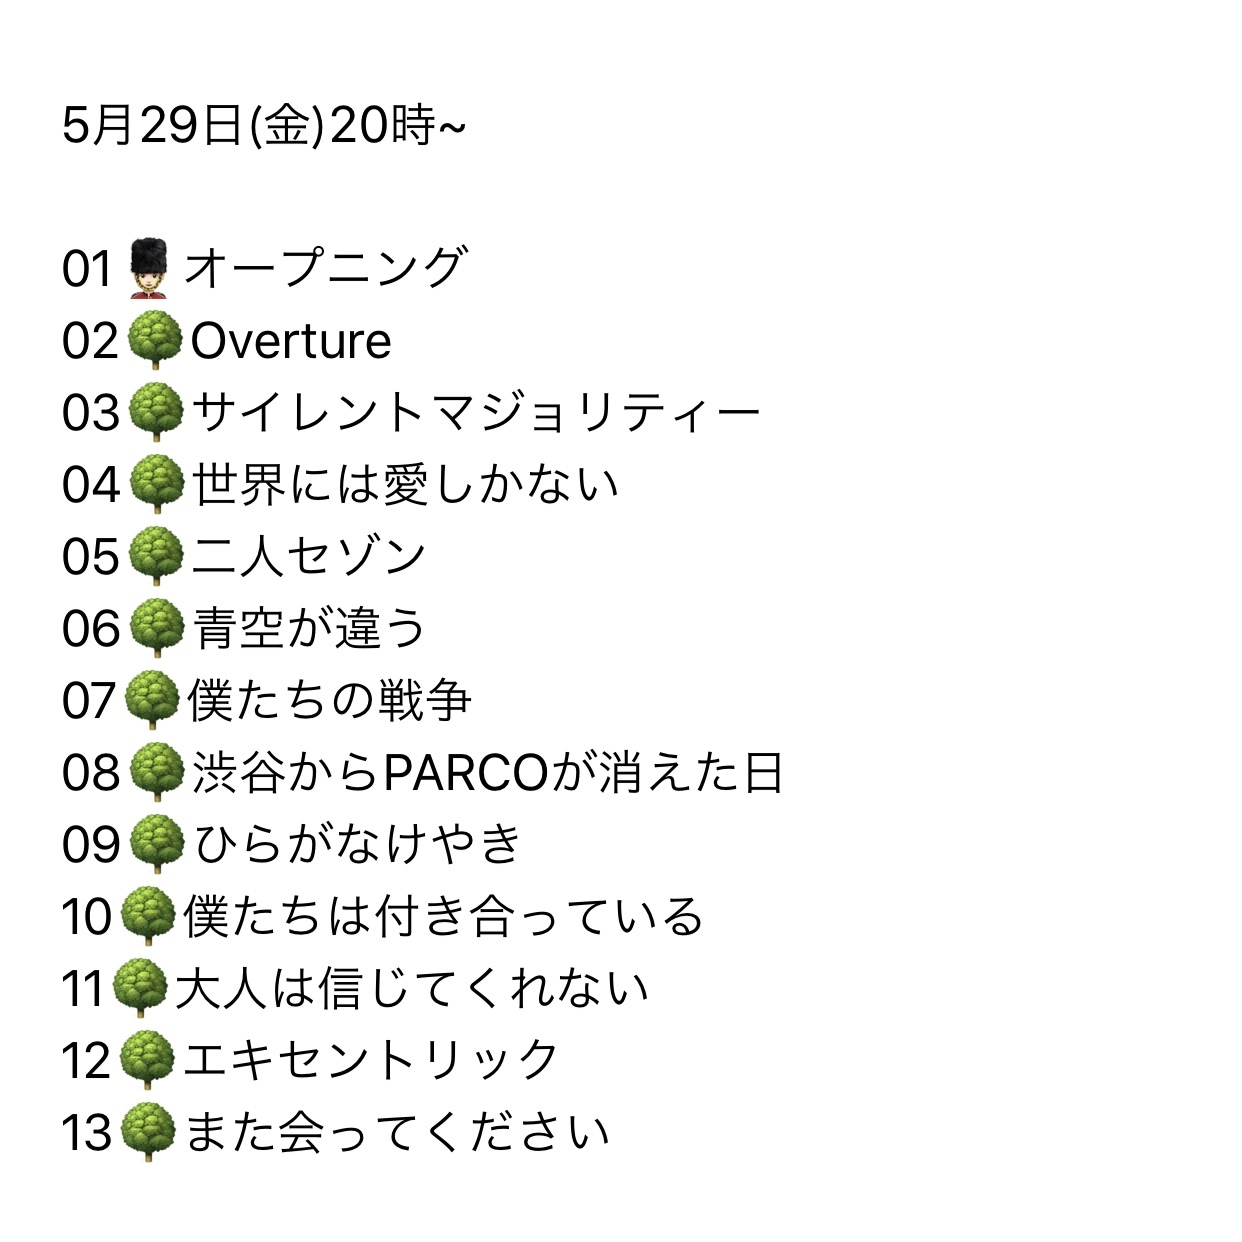 5月29日(金)20時~
01💂🏻オープニング
02🌳Overture
03🌳サイレントマジョリティー
04🌳世界には愛しかない
05🌳二人セゾン
06🌳青空が違う
07🌳僕たちの戦争
08🌳渋谷からPARCOが消えた日
09🌳ひらがなけやき
10🌳僕たちは付き合っている
11🌳大人は信じてくれない
12🌳エキセントリック
13🌳また会ってください